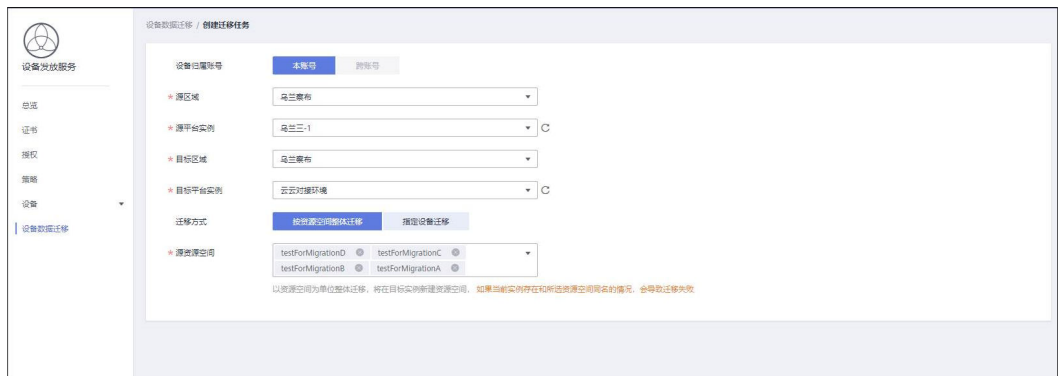 设备发放服务
总览
证书
授权
策略
设备
设备数据迁移
设备数据迁移 / 创建迁移任务
设备归属账号 本账号 跨账号
* 源区域 乌兰察布
* 源平台实例 乌兰三-1
* 目标区域 乌兰察布
* 目标平台实例 云云对接环境
迁移方式 按资源空间整体迁移 指定设备迁移
* 源资源空间 testForMigrationD testForMigrationC
testForMigrationB testForMigrationA
以资源空间为单位整体迁移，将在目标实例新建资源空间，如果当前实例存在和所选资源空间同名的情况，会导致迁移失败